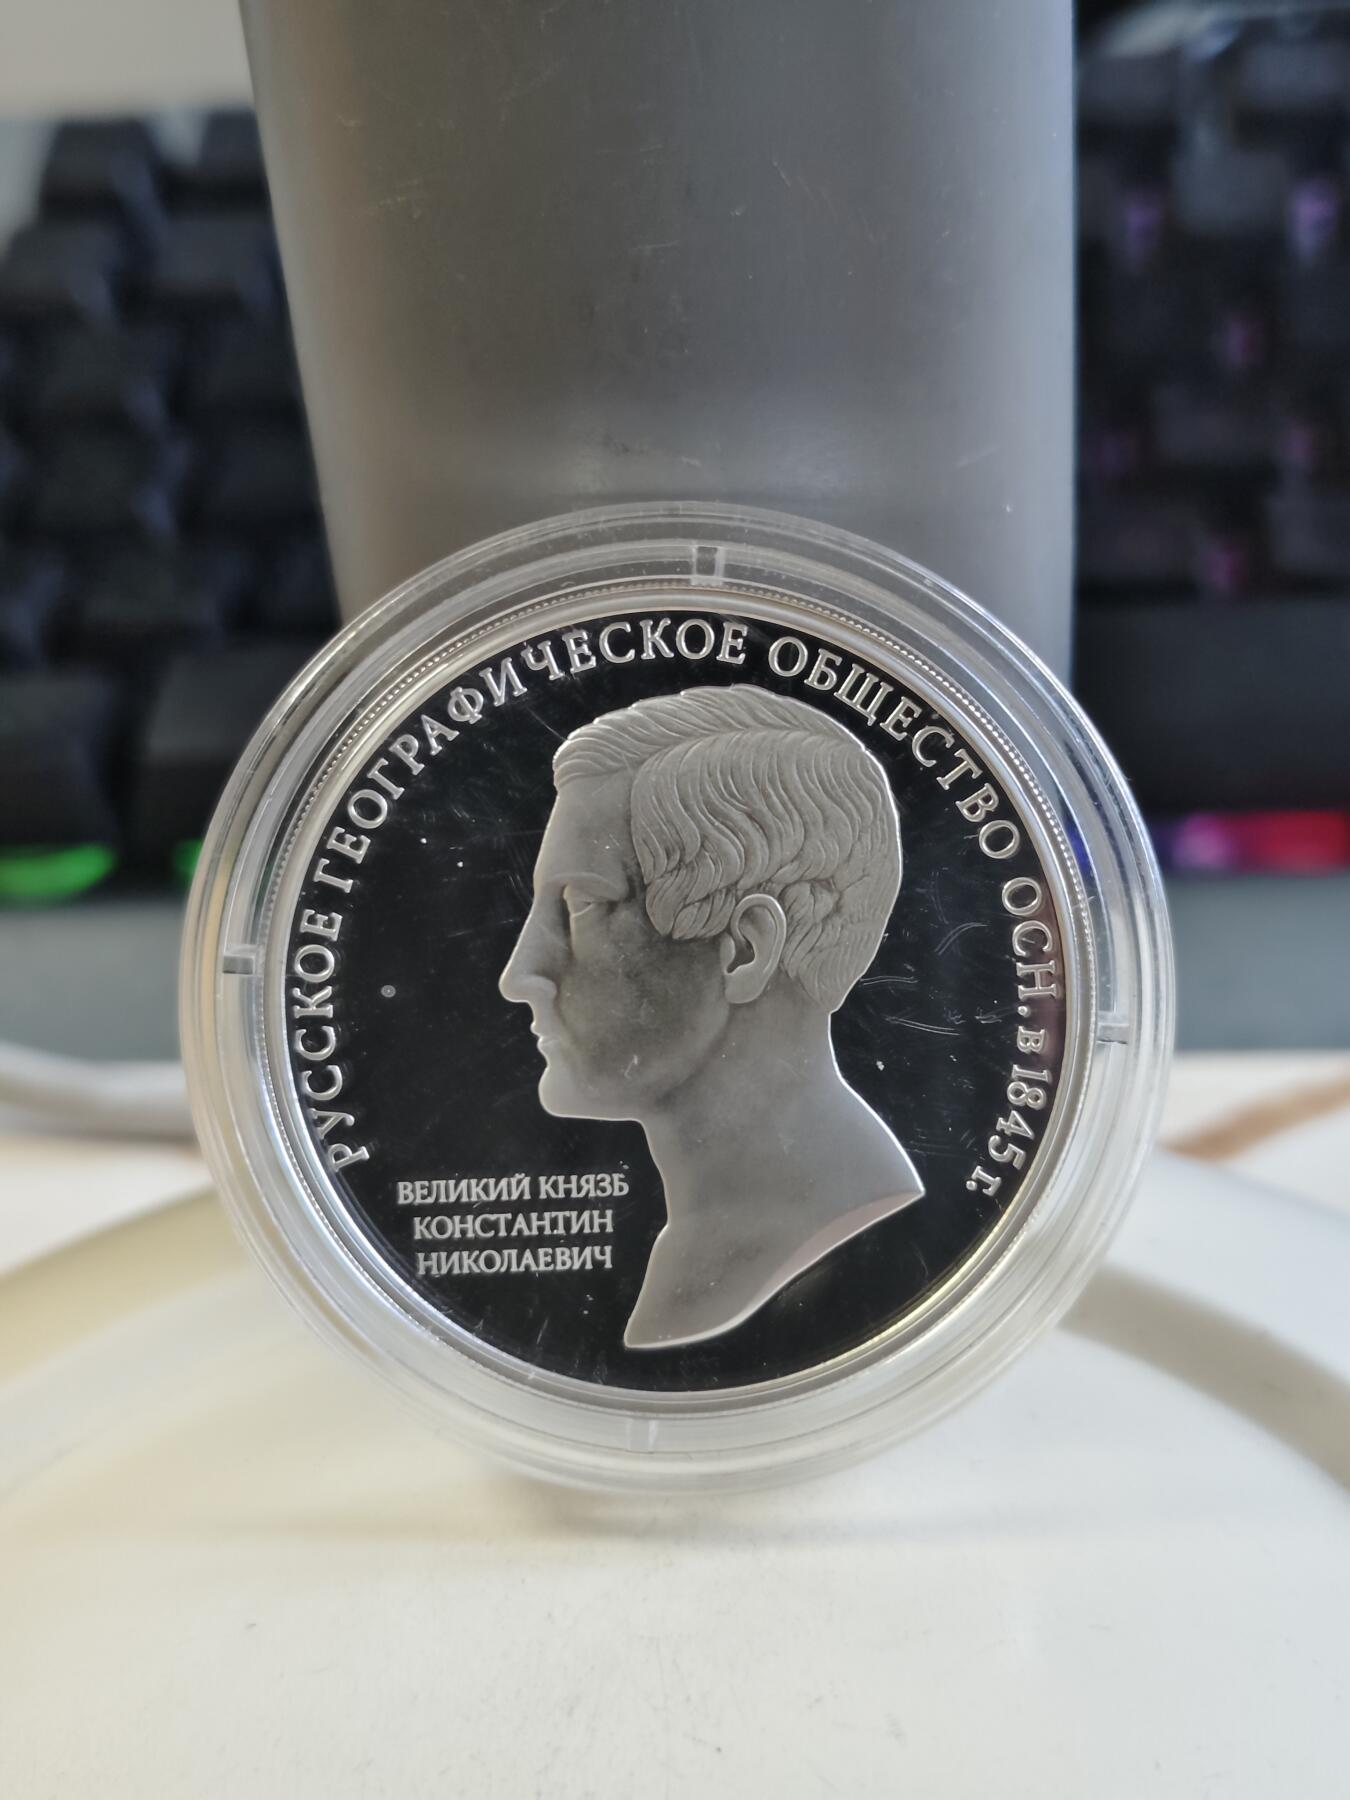 РУССКОЕ ГЕОГРАФИЧЕСКОЕ ОБЩЕСТВО ОСН. В 1845 Г.
ВЕЛИКИЙ КНЯЗЬ
КОНСТАНТИН
НИКОЛАЕВИЧ